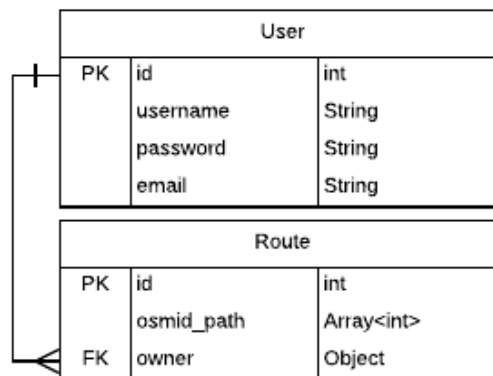 User
PK id int
username String
password String
email String
Route
PK id int
osmid_path Array<int>
FK owner Object